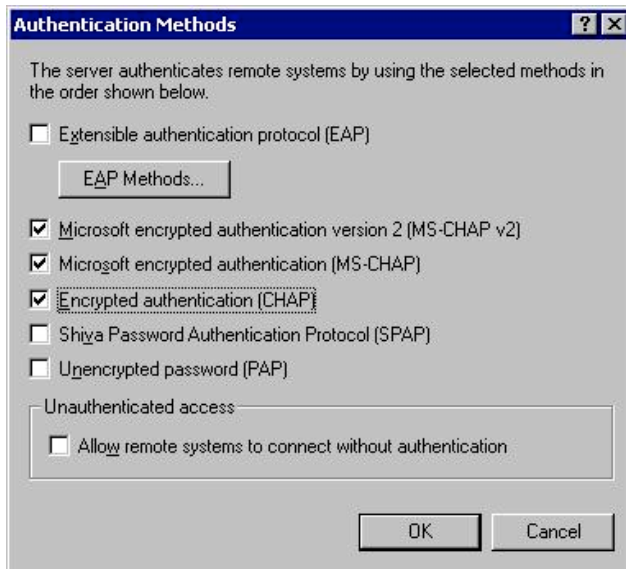 Authentication Methods
The server authenticates remote systems by using the selected methods in
the order shown below.
Extensible authentication protocol (EAP)
EAP Methods...
Microsoft encrypted authentication version 2 (MS-CHAP v2)
Microsoft encrypted authentication (MS-CHAP)
Encrypted authentication (CHAP)
Shiva Password Authentication Protocol (SPAP)
Unencrypted password (PAP)
Unauthenticated access
Allow remote systems to connect without authentication
OK
Cancel